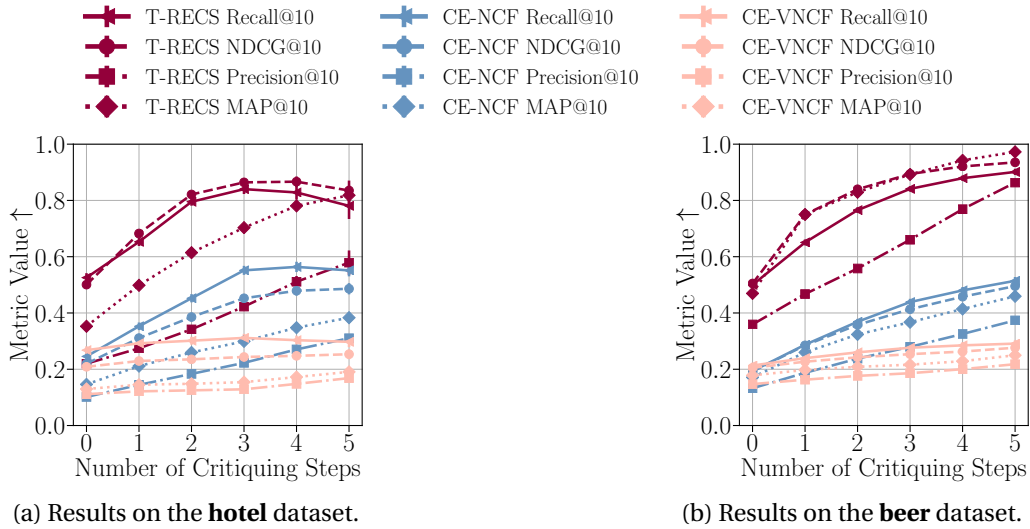 T-RECS Recall@10 CE-NCF Recall@10 CE-VNCF Recall@10
T-RECS NDCG@10 CE-NCF NDCG@10 CE-VNCF NDCG@10
T-RECS Precision@10 CE-NCF Precision@10 CE-VNCF Precision@10
T-RECS MAP@10 CE-NCF MAP@10 CE-VNCF MAP@10
Metric Value ↑
1.0
0.8
0.6
0.4
0.2
0.0
0 1 2 3 4 5
Number of Critiquing Steps
(a) Results on the hotel dataset.
Metric Value ↑
1.0
0.8
0.6
0.4
0.2
0.0
0 1 2 3 4 5
Number of Critiquing Steps
(b) Results on the beer dataset.